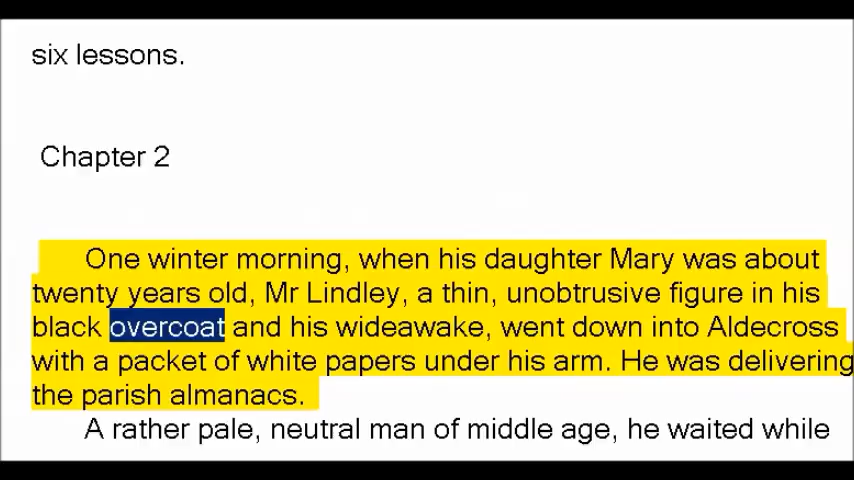 six lessons.
Chapter 2
One winter morning, when his daughter Mary was about
twenty years old, Mr Lindley, a thin, unobtrusive figure in his
black overcoat and his wideawake, went down into Aldecross
with a packet of white papers under his arm. He was delivering
the parish almanacs.
A rather pale, neutral man of middle age, he waited while